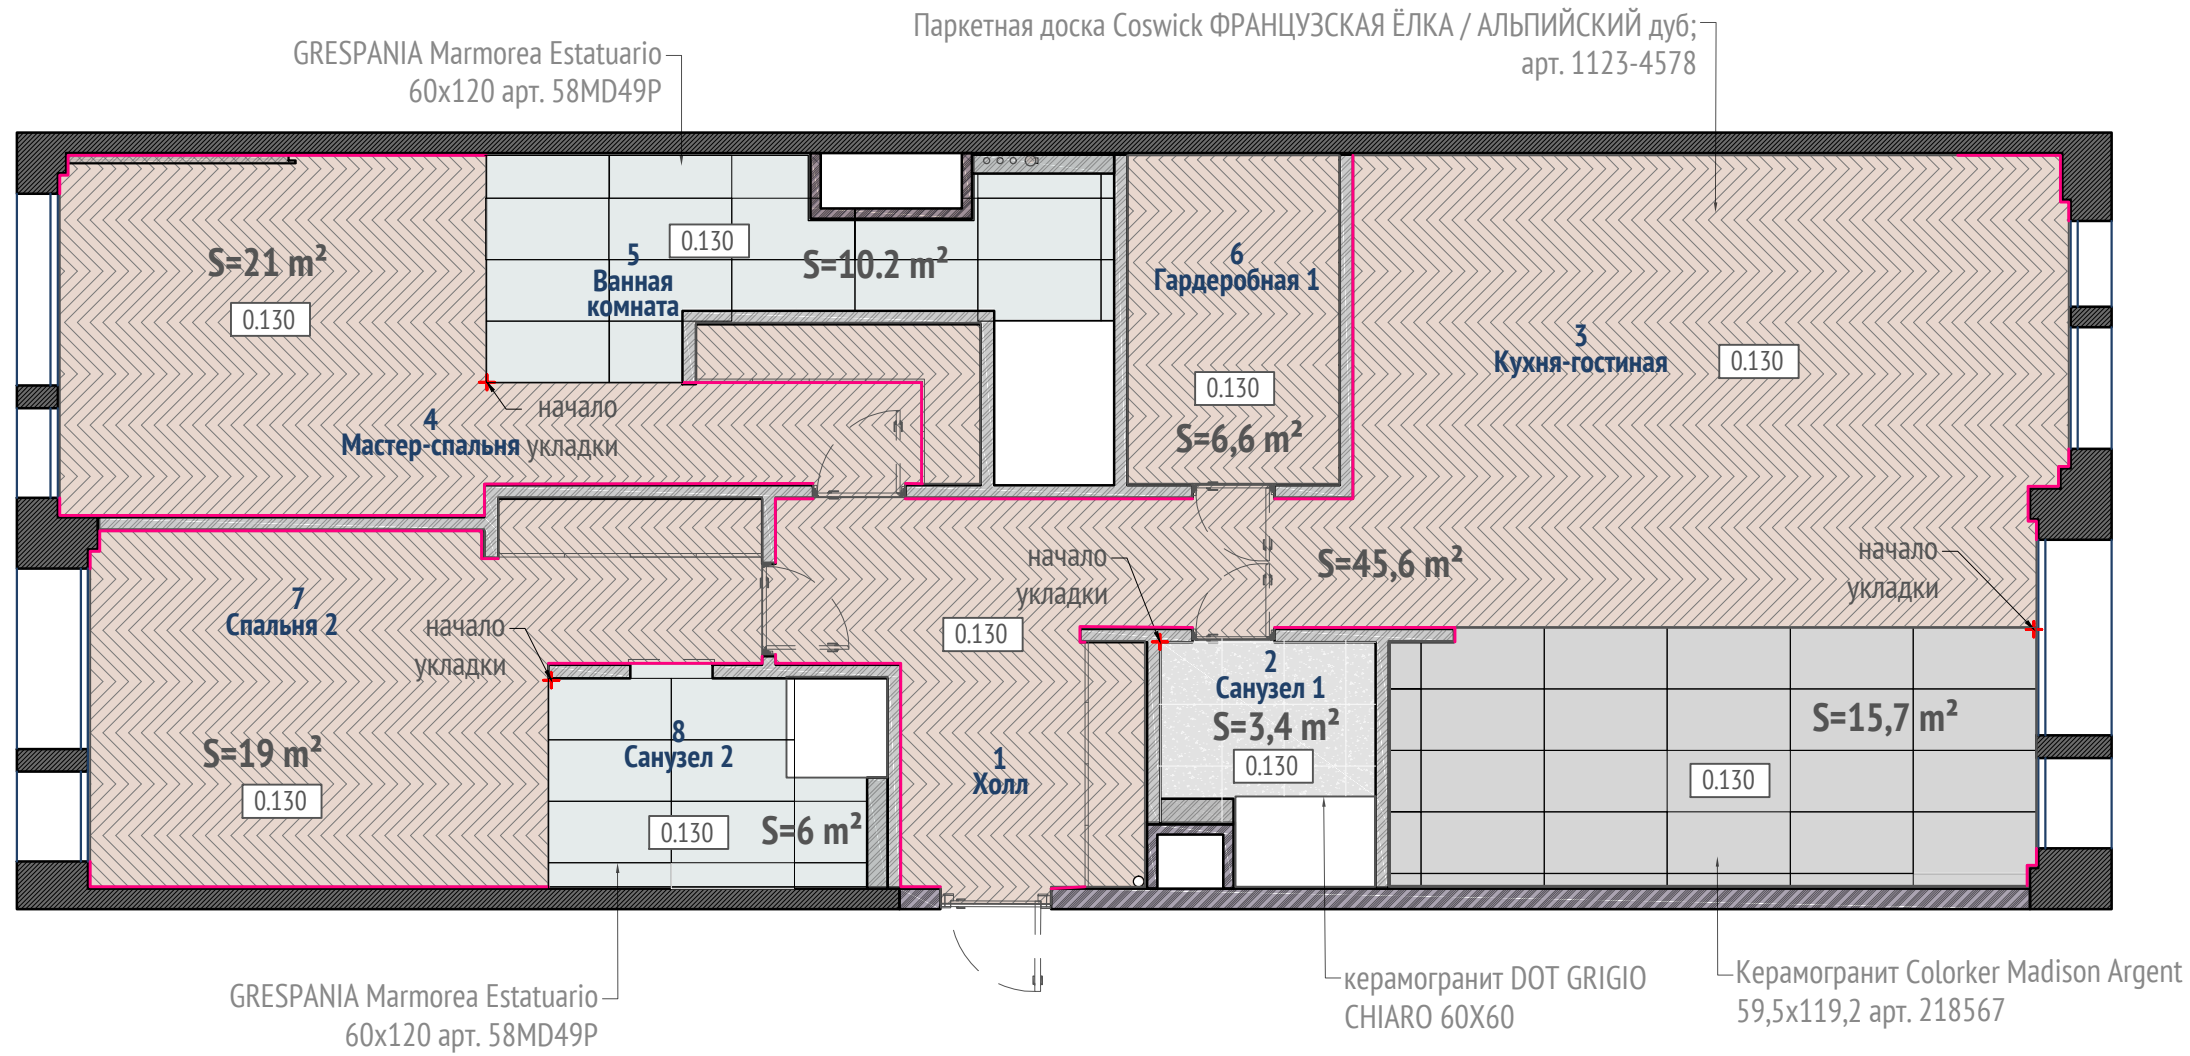 Паркетная доска Coswick ФРАНЦУЗСКАЯ ЁЛКА / АЛЬПИЙСКИЙ дуб;
арт. 1123-4578
GRESPANIA Marmorea Estatuario
60x120 арт. 58MD49P
S=21 m²
0.130
5
Ванная
комната
0.130
S=10.2 m²
6
Гардеробная 1
0.130
S=6,6 m²
3
Кухня-гостиная
0.130
4
Мастер-спальня
начало
укладки
7
Спальня 2
начало
укладки
S=19 m²
0.130
8
Санузел 2
0.130
S=6 m²
0.130
1
Холл
начало
укладки
S=45,6 m²
2
Санузел 1
S=3,4 m²
0.130
начало
укладки
S=15,7 m²
0.130
GRESPANIA Marmorea Estatuario
60x120 арт. 58MD49P
керамогранит DOT GRIGIO
CHIARO 60X60
Керамогранит Colorker Madison Argent
59,5x119,2 арт. 218567